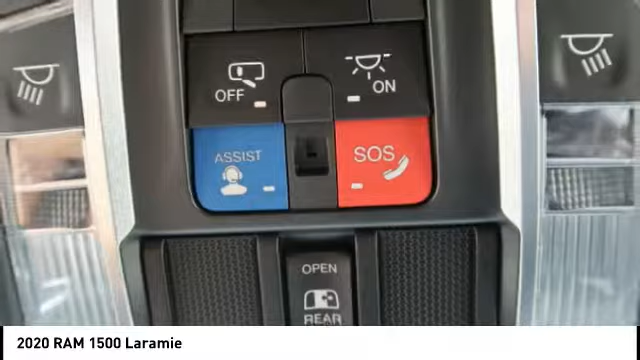 OFF
ON
ASSIST
SOS
OPEN
REAR
2020 RAM 1500 Laramie